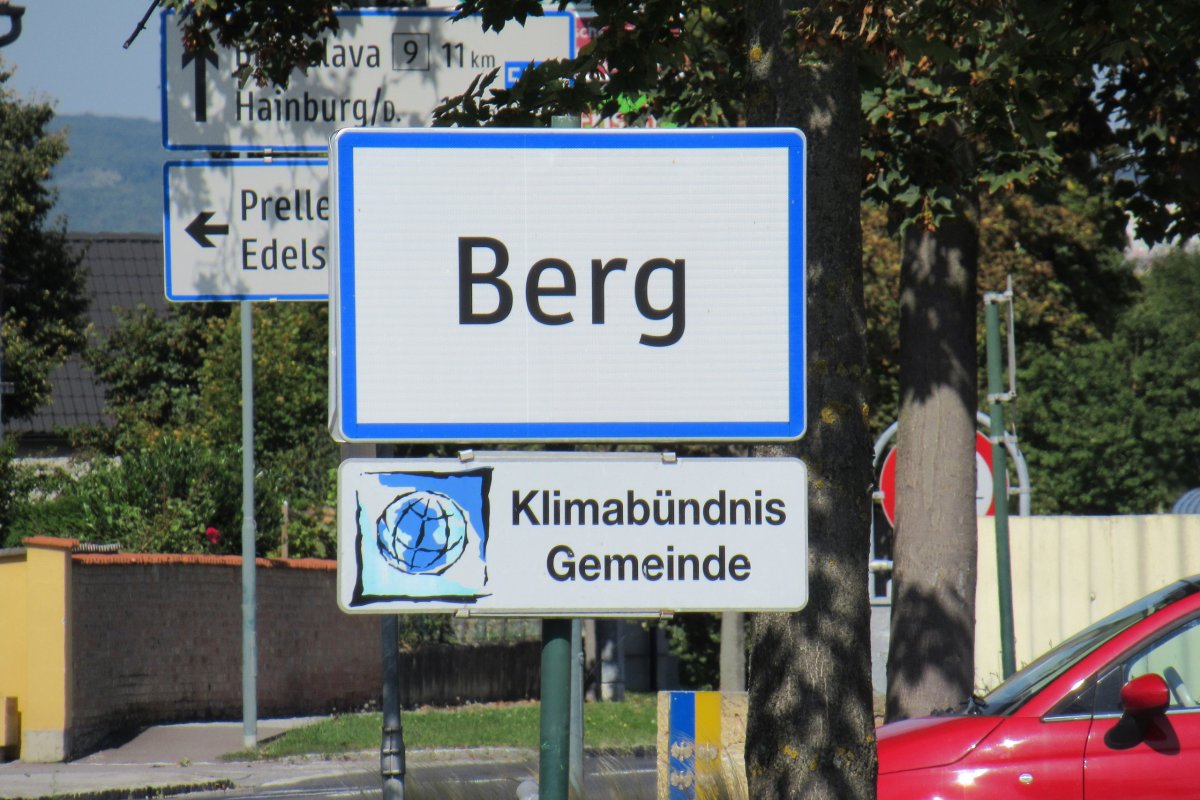 9 11 km
Hainburg/D.
Berg
Klimabündnis
Gemeinde